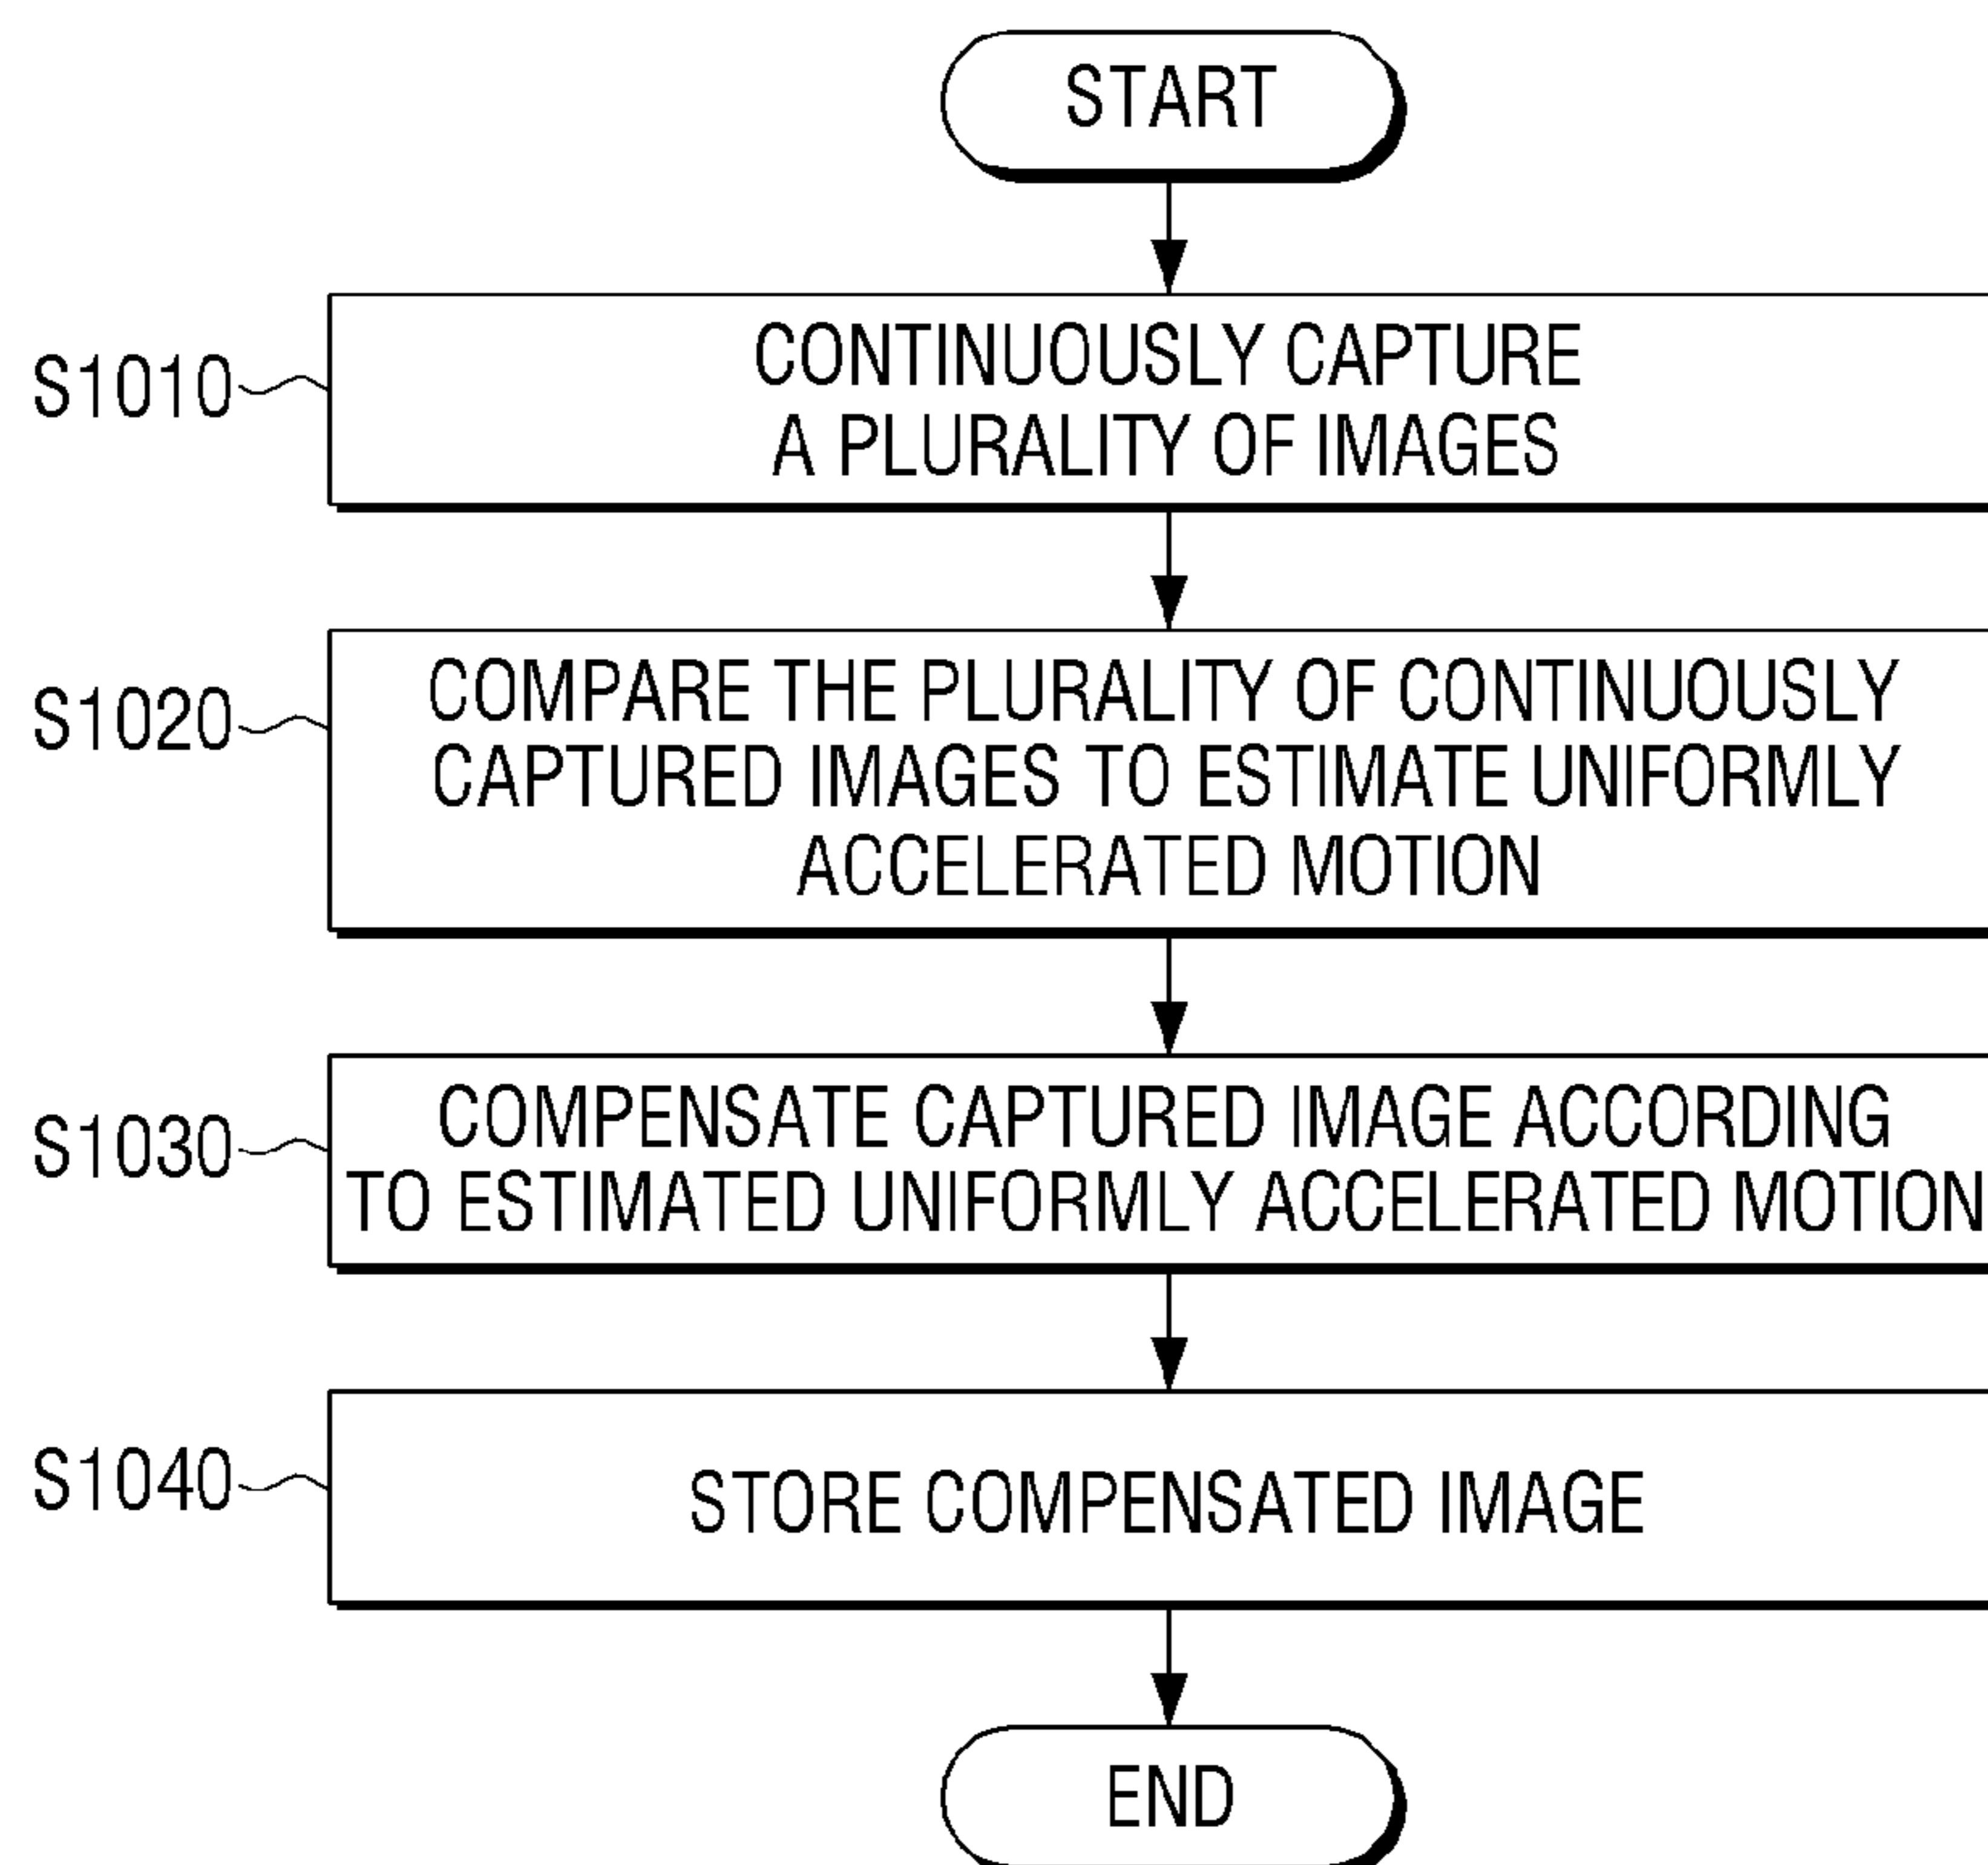 START
S1010
CONTINUOUSLY CAPTURE
A PLURALITY OF IMAGES
S1020
COMPARE THE PLURALITY OF CONTINUOUSLY
CAPTURED IMAGES TO ESTIMATE UNIFORMLY
ACCELERATED MOTION
S1030
COMPENSATE CAPTURED IMAGE ACCORDING
TO ESTIMATED UNIFORMLY ACCELERATED MOTION
S1040
STORE COMPENSATED IMAGE
END